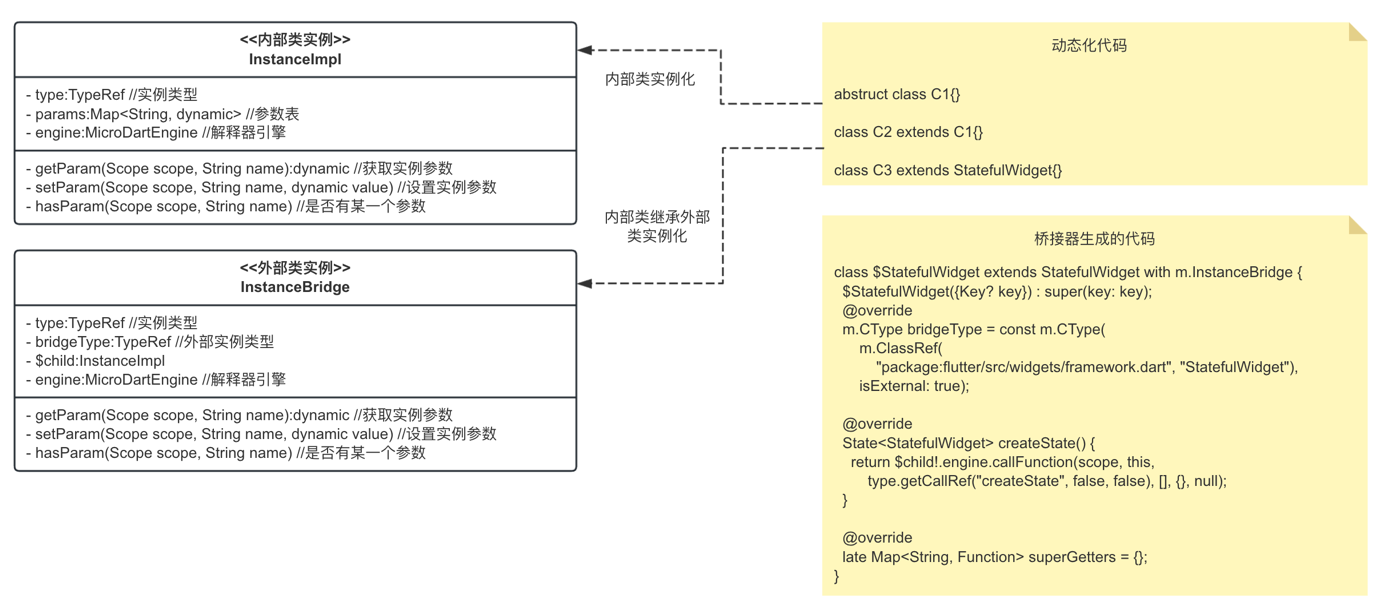 <<内部类实例>>
InstanceImpl
- type:TypeRef //实例类型
- params:Map<String, dynamic> //参数表
- engine:MicroDartEngine //解释器引擎
- getParam(Scope scope, String name):dynamic //获取实例参数
- setParam(Scope scope, String name, dynamic value) //设置实例参数
- hasParam(Scope scope, String name) //是否有某一个参数
<<外部类实例>>
InstanceBridge
- type:TypeRef //实例类型
- bridgeType:TypeRef //外部实例类型
- $child:InstanceImpl
- engine:MicroDartEngine //解释器引擎
- getParam(Scope scope, String name):dynamic //获取实例参数
- setParam(Scope scope, String name, dynamic value) //设置实例参数
- hasParam(Scope scope, String name) //是否有某一个参数
内部类实例化
内部类继承外部
类实例化
动态化代码
abstruct class C1{}
class C2 extends C1{}
class C3 extends StatefulWidget{}
桥接器生成的代码
class $StatefulWidget extends StatefulWidget with m.InstanceBridge {
$StatefulWidget({Key? key}) : super(key: key);
@override
m.CType bridgeType = const m.CType(
m.ClassRef(
"package:flutter/src/widgets/framework.dart", "StatefulWidget"),
isExternal: true);
@override
State<StatefulWidget> createState() {
return $child!.engine.callFunction(scope, this,
type.getCallRef("createState", false, false), [], {}, null);
}
@override
late Map<String, Function> superGetters = {};
}